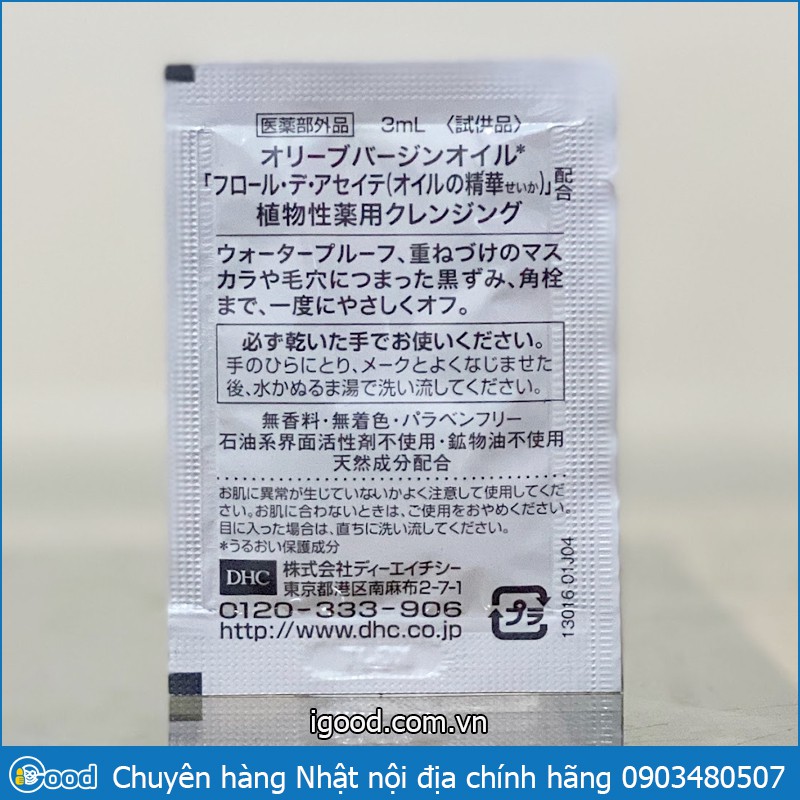 医薬部外品 3mL 〈試供品〉
オリーブバージンオイル*
「フロール・デ・アセイテ(オイルの精華せいか)」配合
植物性薬用クレンジング
ウォータープルーフ、重ねづけのマス
カラや毛穴につまった黒ずみ、角栓
まで、一度にやさしくオフ。
必ず乾いた手でお使いください。
手のひらにとり、メークとよくなじませた
後、水かぬるま湯で洗い流してください。
無香料・無着色・パラベンフリー
石油系界面活性剤不使用・鉱物油不使用
天然成分配合
お肌に異常が生じていないかよく注意して使用してくだ
さい。お肌に合わないときは、ご使用をおやめください。
目に入った場合は、直ちに洗い流してください。
*うるおい保護成分
DHC 株式会社ディーエイチシー
東京都港区南麻布2-7-1
0120-333-906
http://www.dhc.co.jp
プラ
13016 01J04
igood.com.vn
Good Chuyên hàng Nhật nội địa chính hãng 0903480507